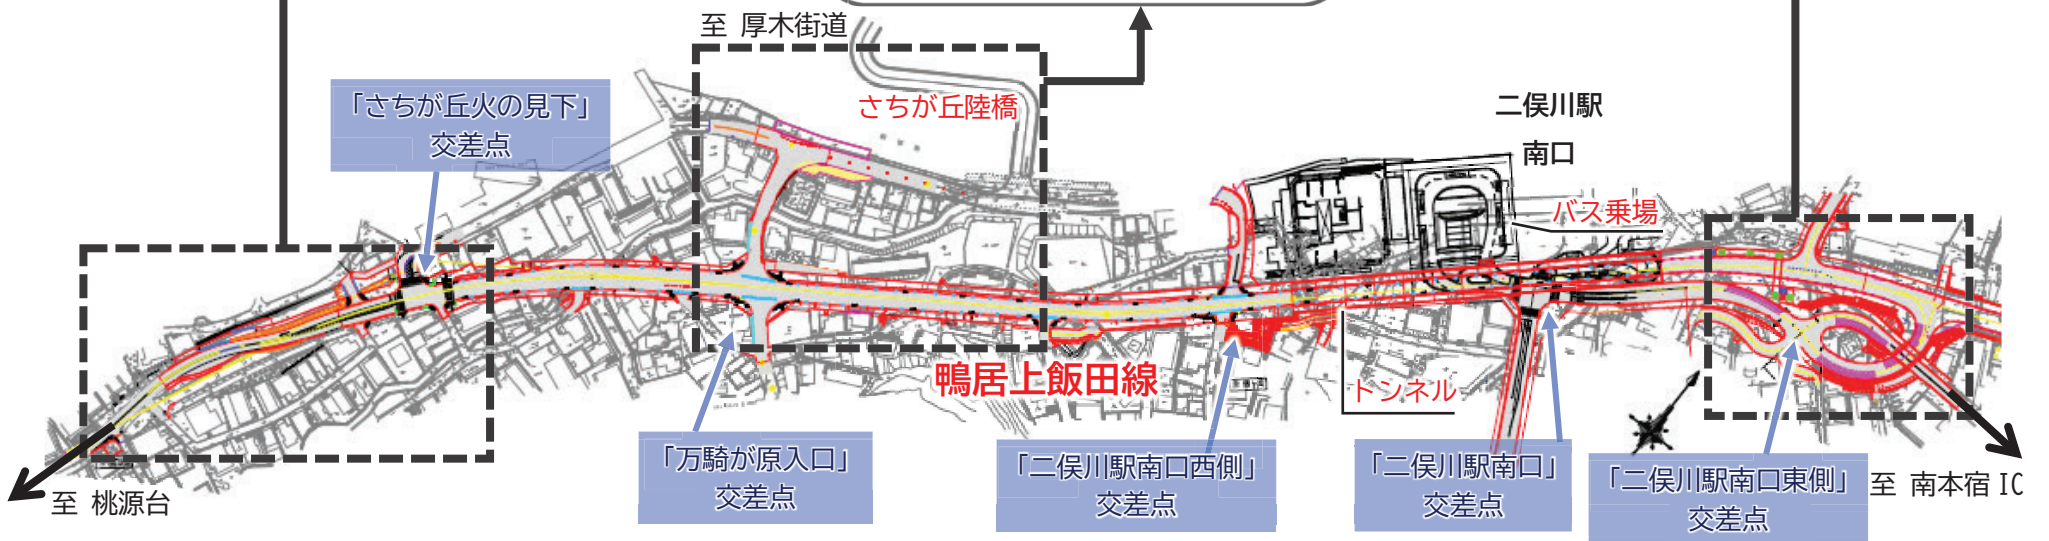 至 厚木街道
「さちが丘火の見下」
交差点
さちが丘陸橋
二俣川駅
南口
バス乗場
鴨居上飯田線
トンネル
「万騎が原入口」
交差点
「二俣川駅南口西側」
交差点
「二俣川駅南口」
交差点
「二俣川駅南口東側」
交差点
至 桃源台
至 南本宿 IC